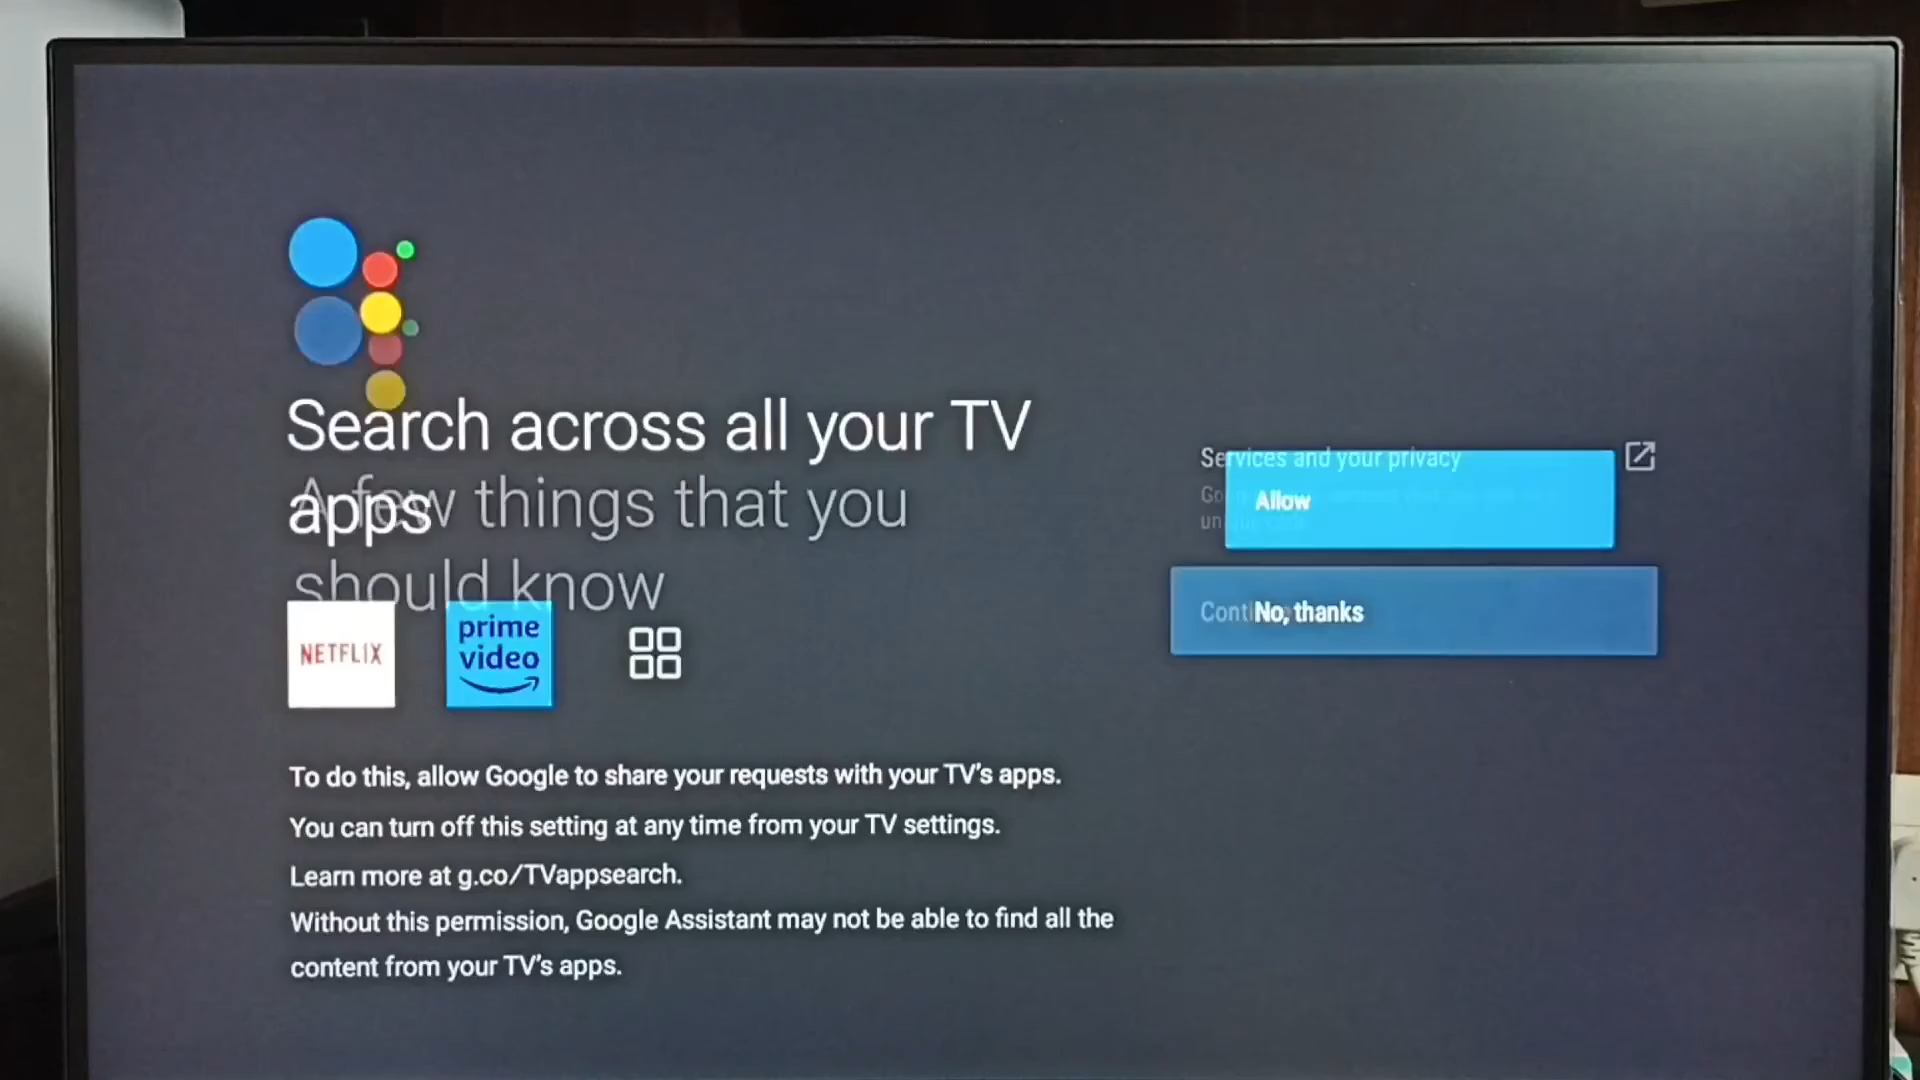 Search across all your TV
apps
A few things that you
should know
NETFLIX
prime
video
To do this, allow Google to share your requests with your TV's apps.
You can turn off this setting at any time from your TV settings.
Learn more at g.co/TVappsearch.
Without this permission, Google Assistant may not be able to find all the
content from your TV's apps.
Services and your privacy
Allow
No, thanks